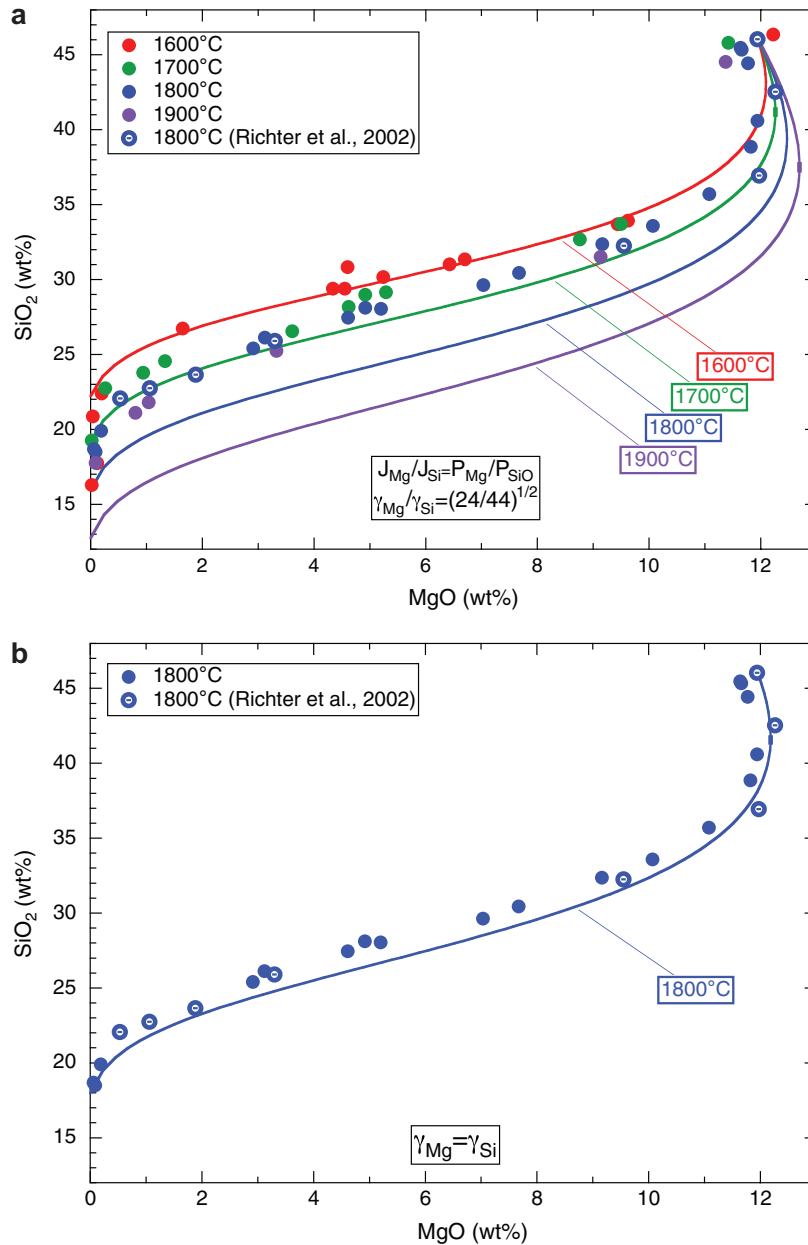 a
1600°C
1700°C
1800°C
1900°C
1800°C (Richter et al., 2002)
45
40
35
30
25
20
15
SiO2 (wt%)
1600°C
1700°C
1800°C
1900°C
JMg/JSi=PMg/PSiO
γMg/γSi=(24/44)1/2
0 2 4 6 8 10 12
MgO (wt%)
b
1800°C
1800°C (Richter et al., 2002)
45
40
35
30
25
20
15
SiO2 (wt%)
1800°C
γMg=γSi
0 2 4 6 8 10 12
MgO (wt%)